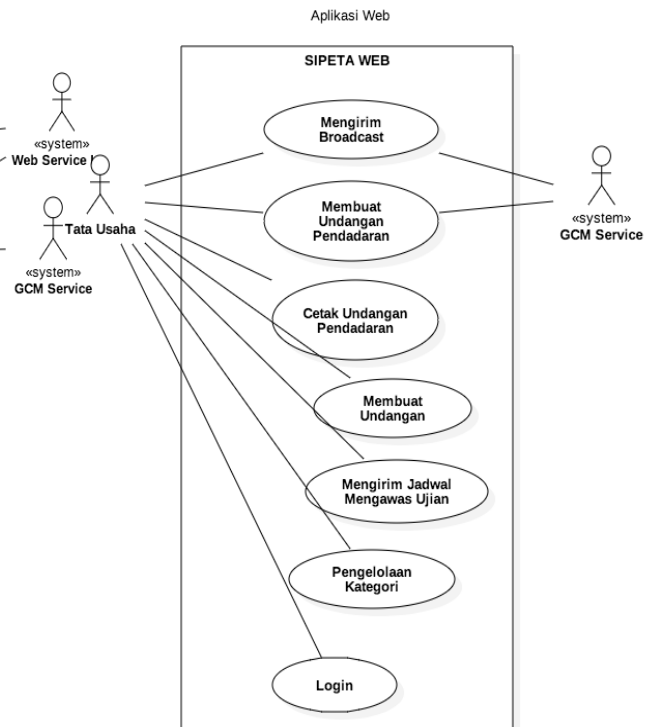 Aplikasi Web
SIPETA WEB
Mengirim
Broadcast
«system»
Web Service
Membuat
Undangan
Pendadaran
Tata Usaha
«system»
GCM Service
«system»
GCM Service
Cetak Undangan
Pendadaran
Membuat
Undangan
Mengirim Jadwal
Mengawas Ujian
Pengelolaan
Kategori
Login